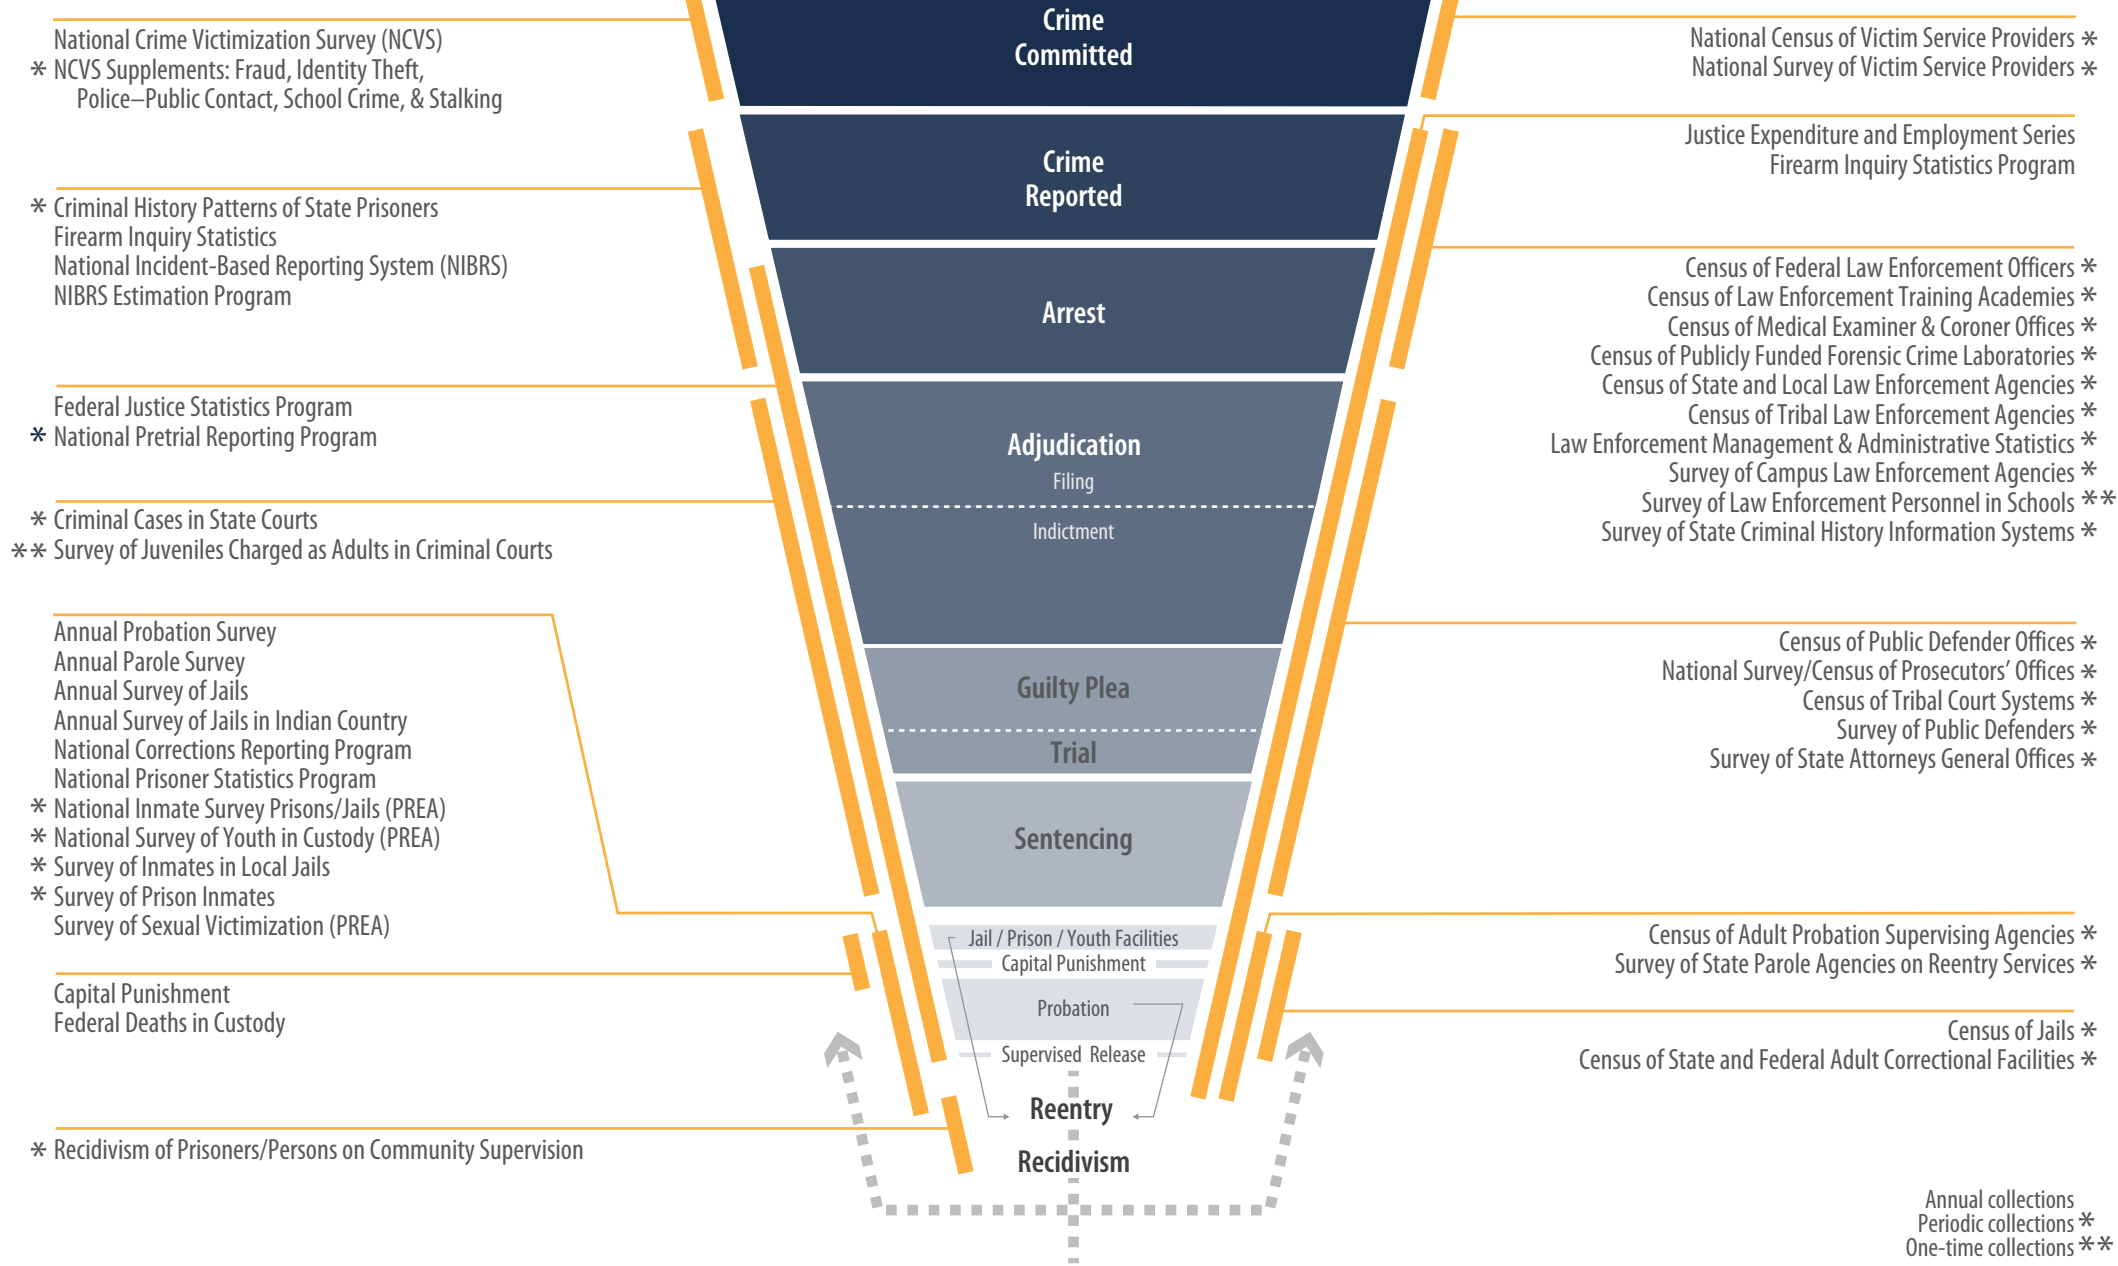 National Crime Victimization Survey (NCVS)
* NCVS Supplements: Fraud, Identity Theft,
Police–Public Contact, School Crime, & Stalking
* Criminal History Patterns of State Prisoners
Firearm Inquiry Statistics
National Incident-Based Reporting System (NIBRS)
NIBRS Estimation Program
Federal Justice Statistics Program
* National Pretrial Reporting Program
* Criminal Cases in State Courts
** Survey of Juveniles Charged as Adults in Criminal Courts
Annual Probation Survey
Annual Parole Survey
Annual Survey of Jails
Annual Survey of Jails in Indian Country
National Corrections Reporting Program
National Prisoner Statistics Program
* National Inmate Survey Prisons/Jails (PREA)
* National Survey of Youth in Custody (PREA)
* Survey of Inmates in Local Jails
* Survey of Prison Inmates
Survey of Sexual Victimization (PREA)
Capital Punishment
Federal Deaths in Custody
* Recidivism of Prisoners/Persons on Community Supervision
Crime
Committed
Crime
Reported
Arrest
Adjudication
Filing
Indictment
Guilty Plea
Trial
Sentencing
Jail / Prison / Youth Facilities
Capital Punishment
Probation
Supervised Release
Reentry
Recidivism
National Census of Victim Service Providers *
National Survey of Victim Service Providers *
Justice Expenditure and Employment Series
Firearm Inquiry Statistics Program
Census of Federal Law Enforcement Officers *
Census of Law Enforcement Training Academies *
Census of Medical Examiner & Coroner Offices *
Census of Publicly Funded Forensic Crime Laboratories *
Census of State and Local Law Enforcement Agencies *
Census of Tribal Law Enforcement Agencies *
Law Enforcement Management & Administrative Statistics *
Survey of Campus Law Enforcement Agencies *
Survey of Law Enforcement Personnel in Schools **
Survey of State Criminal History Information Systems *
Census of Public Defender Offices *
National Survey/Census of Prosecutors’ Offices *
Census of Tribal Court Systems *
Survey of Public Defenders *
Survey of State Attorneys General Offices *
Census of Adult Probation Supervising Agencies *
Survey of State Parole Agencies on Reentry Services *
Census of Jails *
Census of State and Federal Adult Correctional Facilities *
Annual collections
Periodic collections *
One-time collections **